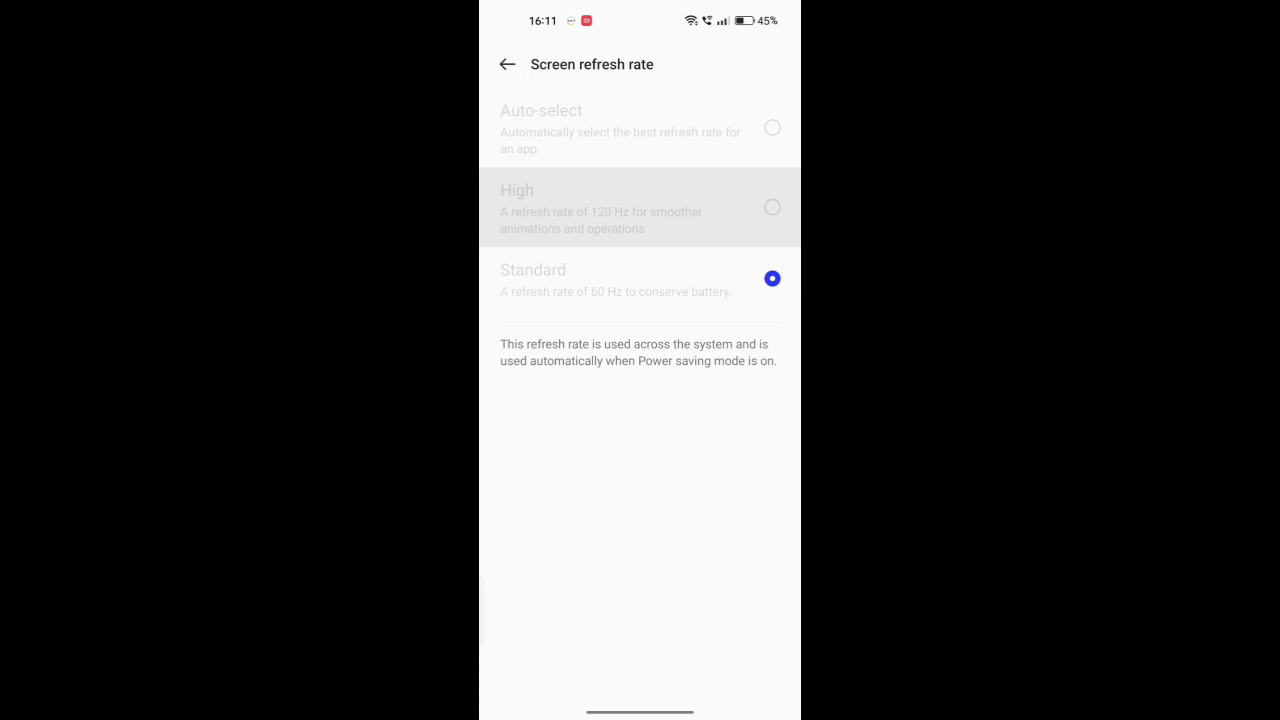 16:11
45%
Screen refresh rate
Auto-select
Automatically select the best refresh rate for
an app.
High
A refresh rate of 120 Hz for smoother
animations and operations
Standard
A refresh rate of 60 Hz to conserve battery.
This refresh rate is used across the system and is
used automatically when Power saving mode is on.